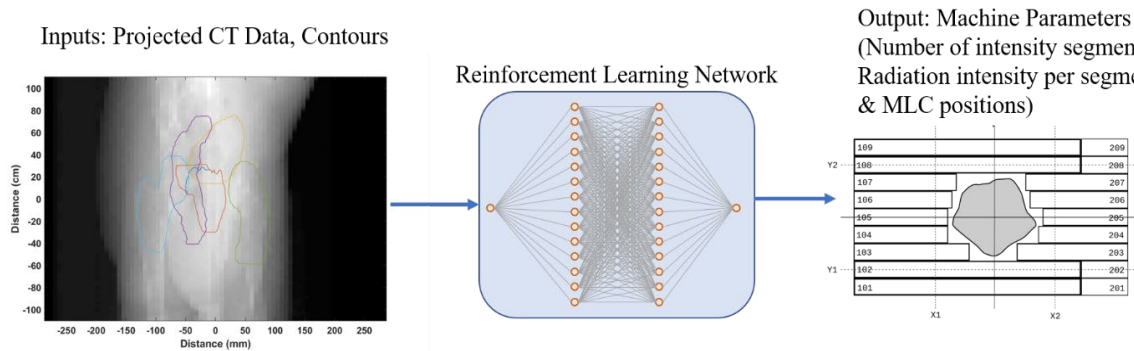 Inputs: Projected CT Data, Contours
Reinforcement Learning Network
Output: Machine Parameters
(Number of intensity segmen
Radiation intensity per segme
& MLC positions)
Distance (cm)
100
80
60
40
20
0
-20
-40
-60
-80
-100
-250 -200 -150 -100 -50 0 50 100 150 200 250
Distance (mm)
109 209
Y2 108 208
107 207
106 206
105 205
104 204
103 203
Y1 102 202
101 201
X1 X2